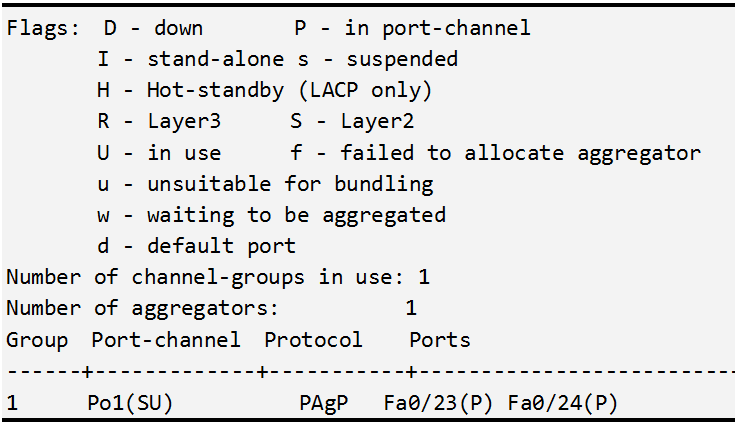 Flags:  D - down        P - in port-channel
        I - stand-alone s - suspended
        H - Hot-standby (LACP only)
        R - Layer3      S - Layer2
        U - in use      f - failed to allocate aggregator
        u - unsuitable for bundling
        w - waiting to be aggregated
        d - default port
Number of channel-groups in use: 1
Number of aggregators:           1
Group  Port-channel  Protocol    Ports
------+-------------+-----------+--------------------------
1      Po1(SU)          PAgP   Fa0/23(P) Fa0/24(P)